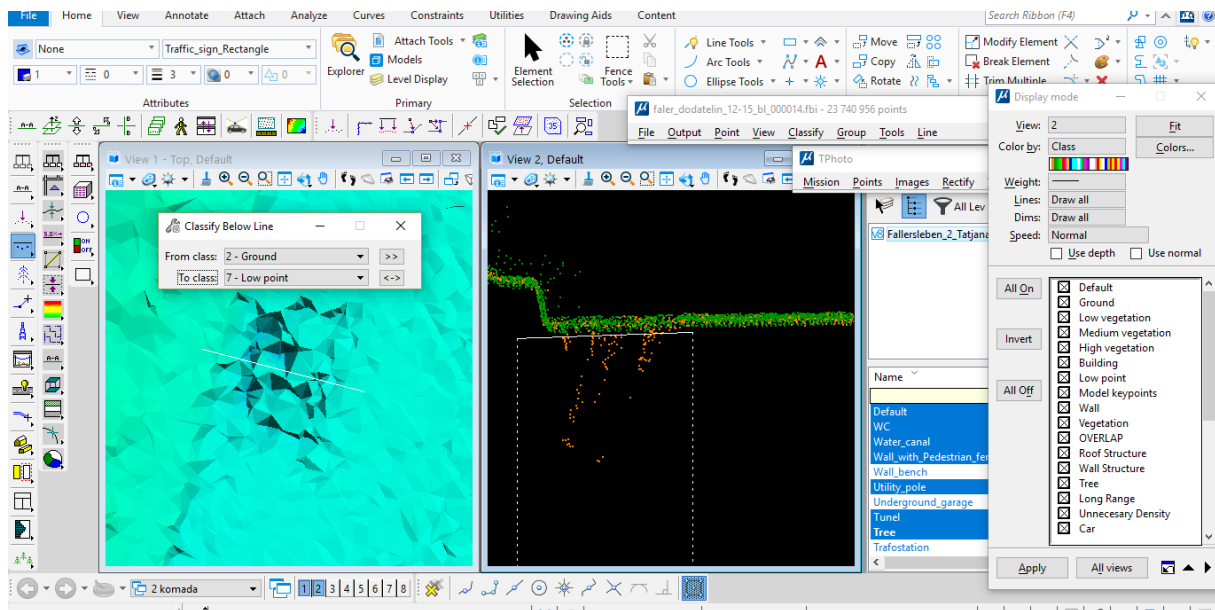 File Home View Annotate Attach Analyze Curves Constraints Utilities Drawing Aids Content Search Ribbon (F4)
None Traffic_sign_Rectangle
1 0 3 0 0
Attributes
Explorer
Attach Tools
Models
Level Display
Primary
Element Selection
Fence Tools
Selection
Line Tools
Arc Tools
Ellipse Tools
Move
Copy
Rotate
Modify Element
Break Element
Trim Multiple
faler_dodatelin_12-15_bl_000014.fbi - 23 740 956 points
File Output Point View Classify Group Tools Line
TPhoto
Mission Points Images Rectify
All Lev
Fallersleben_2_Tatjana
View 1 - Top, Default
View 2, Default
Classify Below Line
From class: 2 - Ground >>
To class: 7 - Low point <->
Name
Default
WC
Water_canal
Wall_with_Pedestrian_fen
Wall_bench
Utility_pole
Underground_garage
Tunel
Tree
Trafostation
Display mode
View: 2 Fit
Color by: Class Colors...
Weight:
Lines: Draw all
Dims: Draw all
Speed: Normal
Use depth Use normal
All On
Invert
All Off
Default
Ground
Low vegetation
Medium vegetation
High vegetation
Building
Low point
Model keypoints
Wall
Vegetation
OVERLAP
Roof Structure
Wall Structure
Tree
Long Range
Unnecesary Density
Car
Apply All views
2 komada 1 2 3 4 5 6 7 8